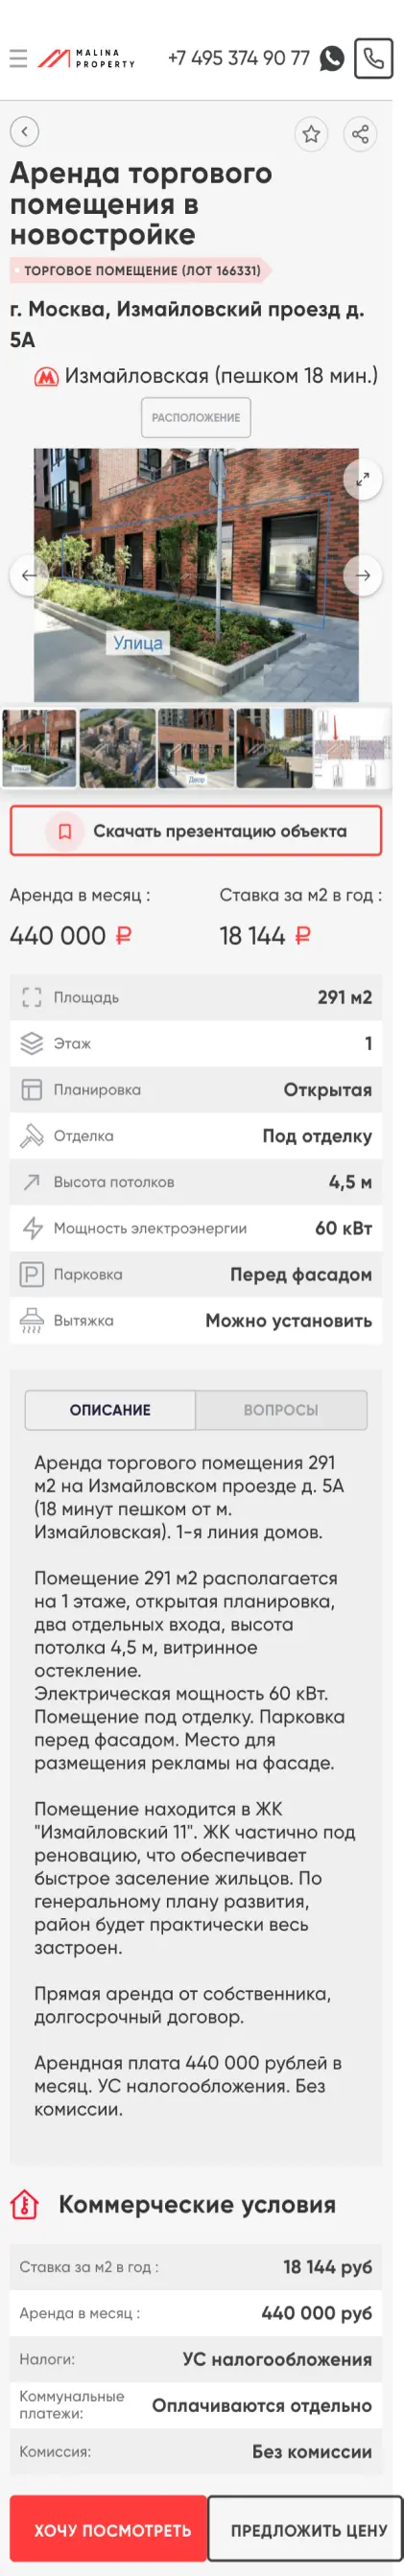 MALINA
PROPERTY
+7 495 374 90 77
Аренда торгового
помещения в
новостройке
ТОРГОВОЕ ПОМЕЩЕНИЕ (ЛОТ 166331)
г. Москва, Измайловский проезд д.
5А
Измайловская (пешком 18 мин.)
РАСПОЛОЖЕНИЕ
Улица
Улица
Двор
Скачать презентацию объекта
Аренда в месяц :
Ставка за м2 в год :
440 000 ₽
18 144 ₽
Площадь 291 м2
Этаж 1
Планировка Открытая
Отделка Под отделку
Высота потолков 4,5 м
Мощность электроэнергии 60 кВт
Парковка Перед фасадом
Вытяжка Можно установить
ОПИСАНИЕ
ВОПРОСЫ
Аренда торгового помещения 291
м2 на Измайловском проезде д. 5А
(18 минут пешком от м.
Измайловская). 1-я линия домов.
Помещение 291 м2 располагается
на 1 этаже, открытая планировка,
два отдельных входа, высота
потолка 4,5 м, витринное
остекление.
Электрическая мощность 60 кВт.
Помещение под отделку. Парковка
перед фасадом. Место для
размещения рекламы на фасаде.
Помещение находится в ЖК
"Измайловский 11". ЖК частично под
реновацию, что обеспечивает
быстрое заселение жильцов. По
генеральному плану развития,
район будет практически весь
застроен.
Прямая аренда от собственника,
долгосрочный договор.
Арендная плата 440 000 рублей в
месяц. УС налогообложения. Без
комиссии.
Коммерческие условия
Ставка за м2 в год : 18 144 руб
Аренда в месяц : 440 000 руб
Налоги: УС налогообложения
Коммунальные
платежи: Оплачиваются отдельно
Комиссия: Без комиссии
ХОЧУ ПОСМОТРЕТЬ
ПРЕДЛОЖИТЬ ЦЕНУ